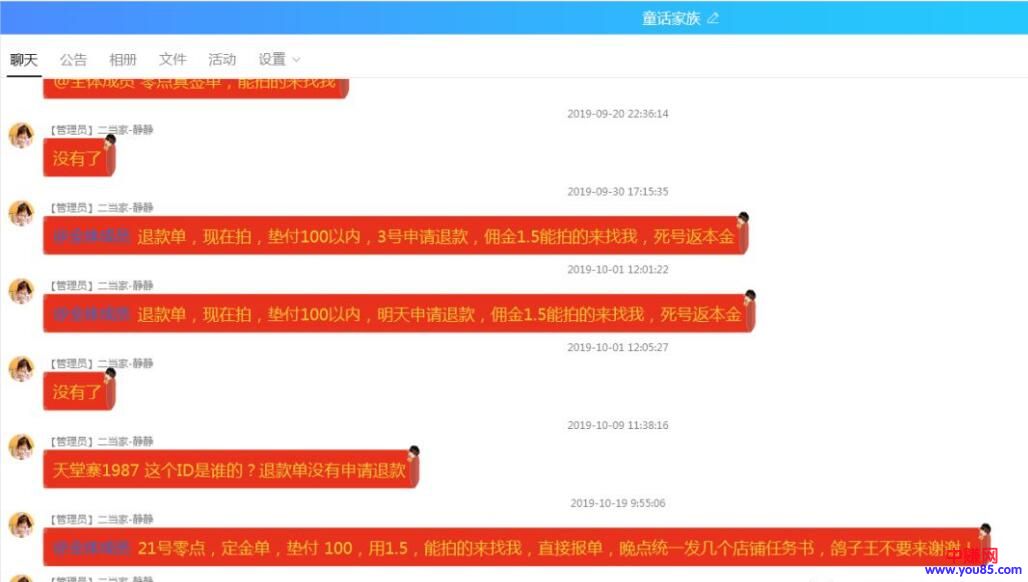 童话家族
聊天 公告 相册 文件 活动 设置
@全体成员 零点真签单，能拍的来找我
2019-09-20 22:36:14
【管理员】二当家-静静
没有了
2019-09-30 17:15:35
【管理员】二当家-静静
@全体成员 退款单，现在拍，垫付100以内，3号申请退款，佣金1.5能拍的来找我，死号返本金
2019-10-01 12:01:22
【管理员】二当家-静静
@全体成员 退款单，现在拍，垫付100以内，明天申请退款，佣金1.5能拍的来找我，死号返本金
2019-10-01 12:05:27
【管理员】二当家-静静
没有了
2019-10-09 11:38:16
【管理员】二当家-静静
天堂寨1987 这个ID是谁的？退款单没有申请退款
2019-10-19 9:55:06
【管理员】二当家-静静
@全体成员 21号零点，定金单，垫付 100，用1.5，能拍的来找我，直接报单，晚点统一发几个店铺任务书，鸽子王不要来谢谢！
中赚网
www.you85.com